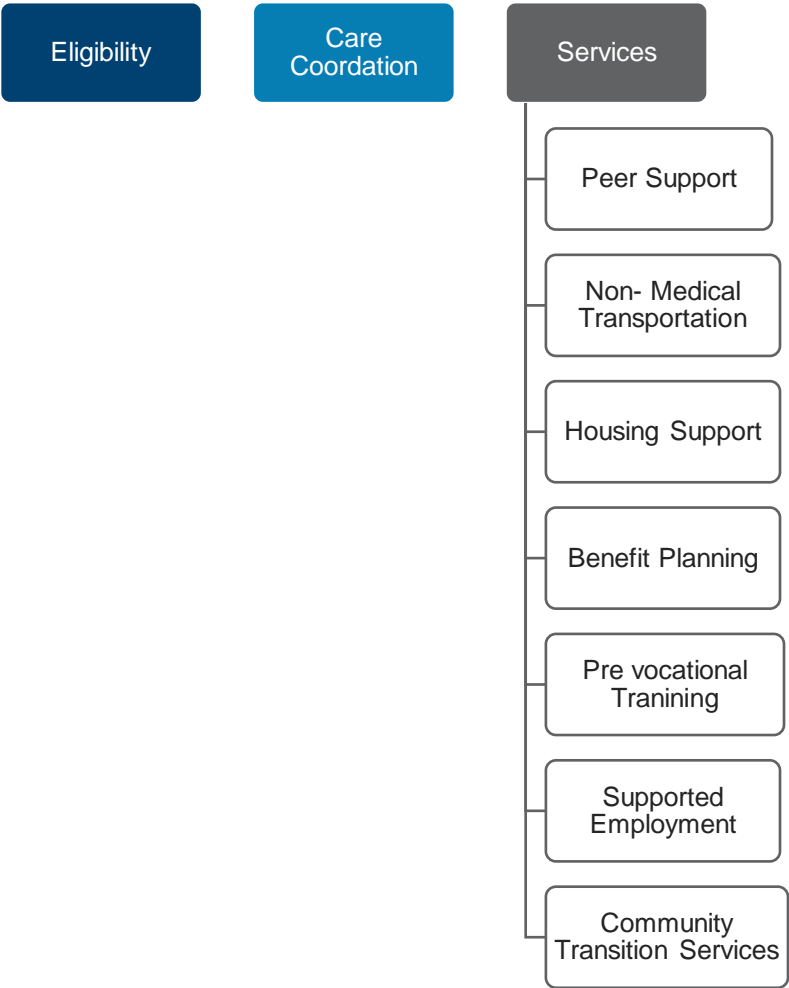 Eligibility
Care
Coordation
Services
Peer Support
Non- Medical
Transportation
Housing Support
Benefit Planning
Pre vocational
Tranining
Supported
Employment
Community
Transition Services